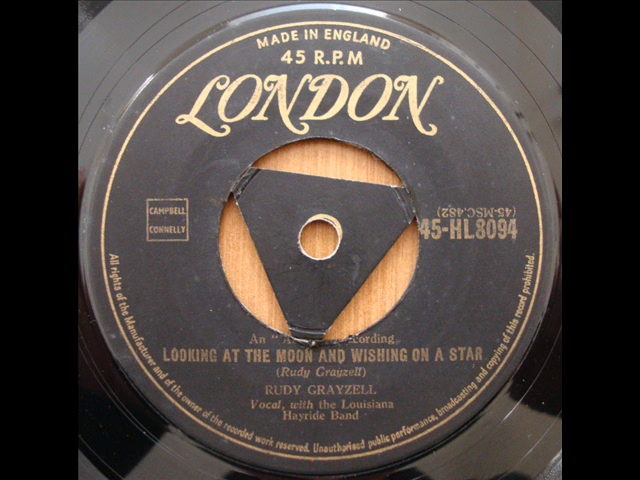 MADE IN ENGLAND
45 R.P.M
LONDON
CAMPBELL
CONNELLY
(45-MSC.482)
45-HL8094
An " cording
LOOKING AT THE MOON AND WISHING ON A STAR
(Rudy Grayzell)
RUDY GRAYZELL
Vocal, with the Louisiana
Hayride Band
All rights of the Manufacturer and of the owner of the recorded work reserved. Unauthorised public performance, broadcasting and copying of this record prohibited.